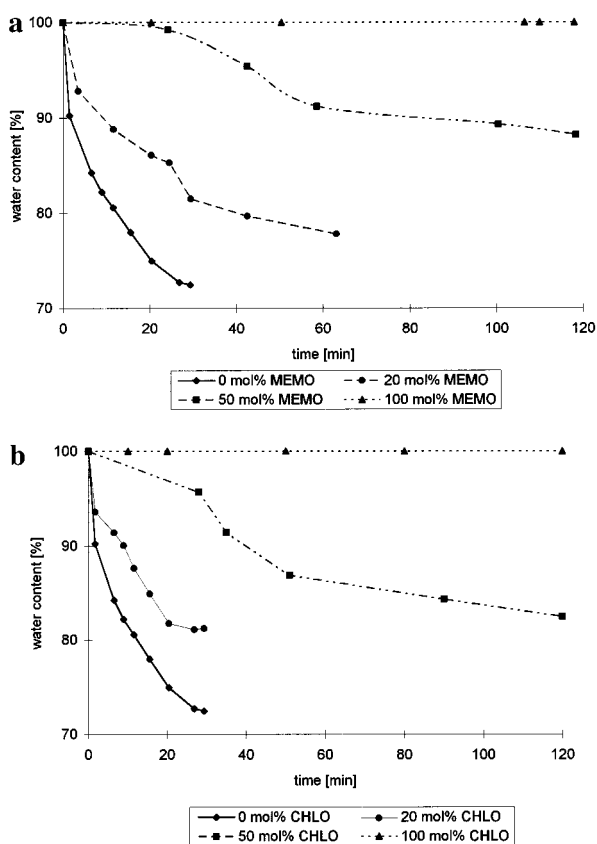 a
100
90
80
70
water content [%]
0 20 40 60 80 100 120
time [min]
0 mol% MEMO 20 mol% MEMO
50 mol% MEMO 100 mol% MEMO
b
100
90
80
70
water content [%]
0 20 40 60 80 100 120
time [min]
0 mol% CHLO 20 mol% CHLO
50 mol% CHLO 100 mol% CHLO